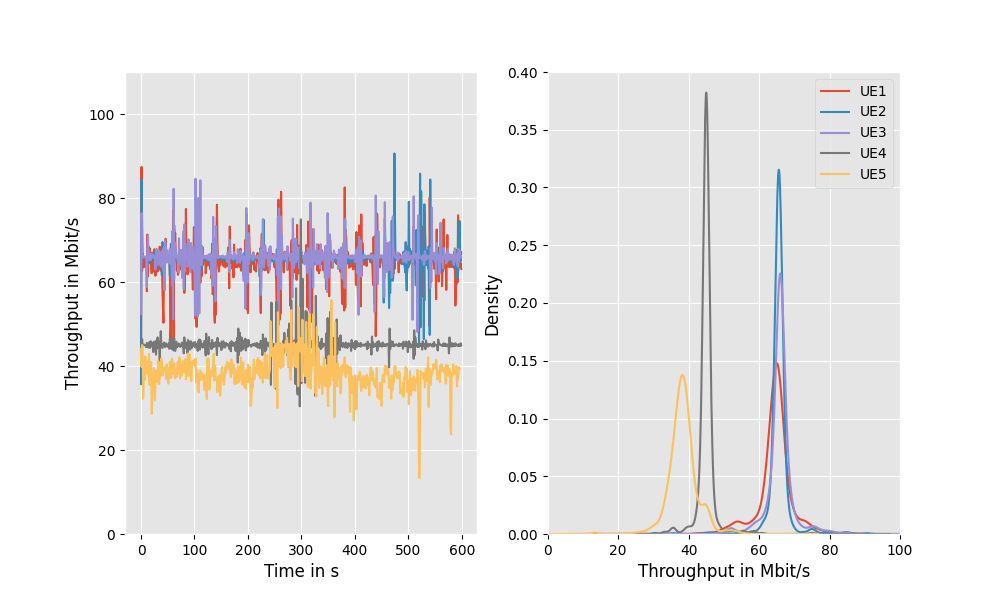 Throughput in Mbit/s
100
80
60
40
20
0
0 100 200 300 400 500 600
Time in s
Density
0.40
0.35
0.30
0.25
0.20
0.15
0.10
0.05
0.00
0 20 40 60 80 100
Throughput in Mbit/s
UE1
UE2
UE3
UE4
UE5